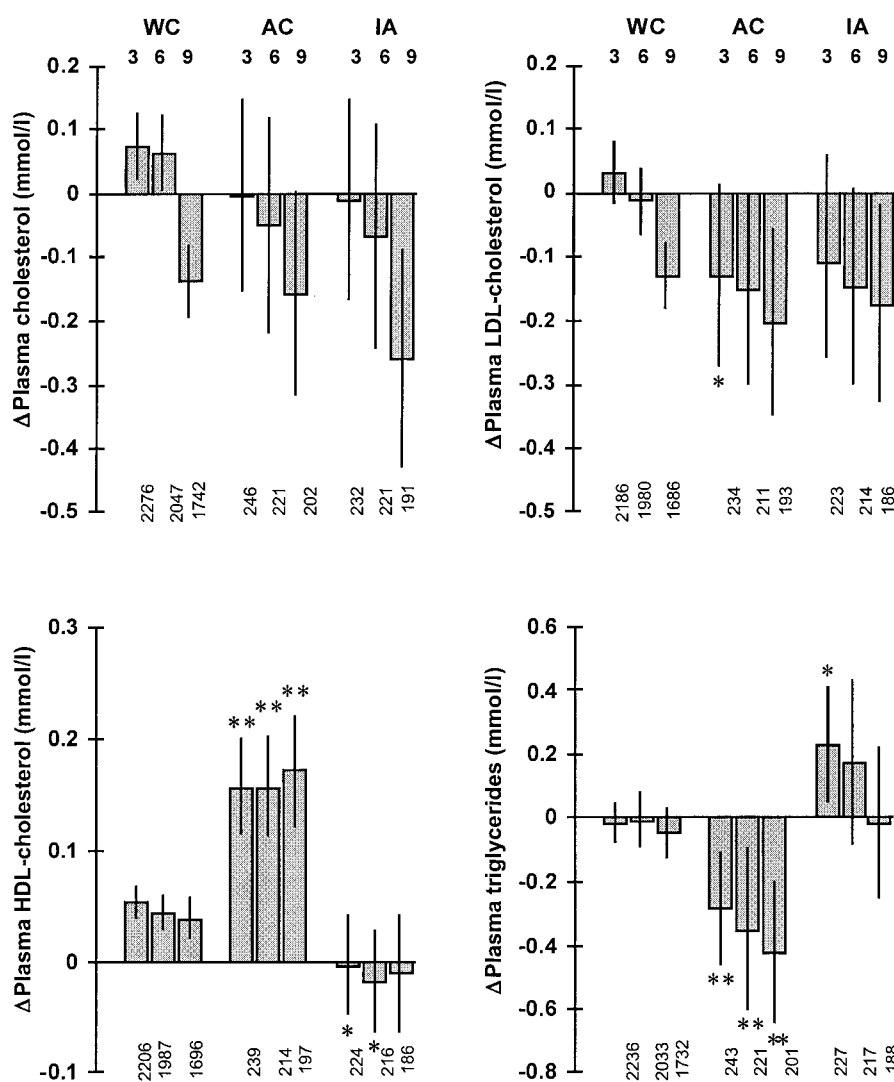 WC AC IA
3 6 9 3 6 9 3 6 9
ΔPlasma cholesterol (mmol/l)
0.2
0.1
0
-0.1
-0.2
-0.3
-0.4
-0.5
2276 2047 1742 246 221 202 232 221 191
WC AC IA
3 6 9 3 6 9 3 6 9
ΔPlasma LDL-cholesterol (mmol/l)
0.2
0.1
0
-0.1
-0.2
-0.3
-0.4
-0.5
*
2186 1980 1686 234 211 193 223 214 186
ΔPlasma HDL-cholesterol (mmol/l)
0.3
0.2
0.1
0
-0.1
** ** **
* *
2206 1987 1696 239 214 197 224 216 186
ΔPlasma triglycerides (mmol/l)
0.6
0.4
0.2
0
-0.2
-0.4
-0.6
-0.8
*
** ** **
2236 2033 1732 243 221 201 227 217 188